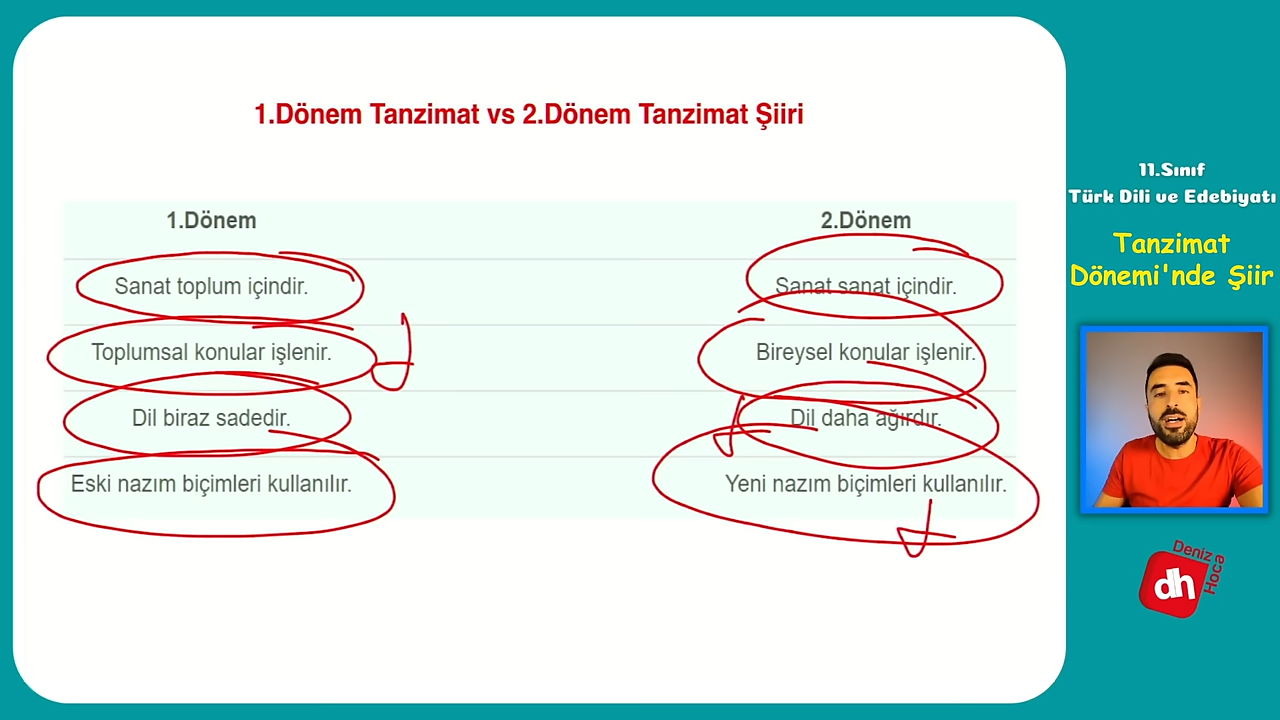 1.Dönem Tanzimat vs 2.Dönem Tanzimat Şiiri
1.Dönem
2.Dönem
Sanat toplum içindir.
Sanat sanat içindir.
Toplumsal konular işlenir.
Bireysel konular işlenir.
Dil biraz sadedir.
Dil daha ağırdır.
Eski nazım biçimleri kullanılır.
Yeni nazım biçimleri kullanılır.
11.Sınıf
Türk Dili ve Edebiyatı
Tanzimat
Dönemi'nde Şiir
Deniz
Hoca
dh